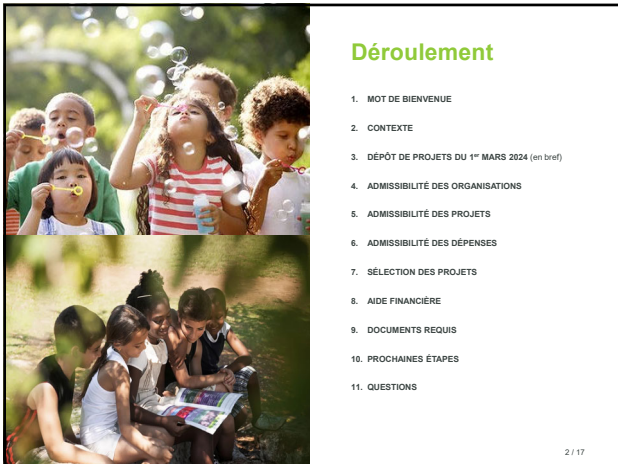 Déroulement
1. MOT DE BIENVENUE
2. CONTEXTE
3. DÉPÔT DE PROJETS DU 1er MARS 2024 (en bref)
4. ADMISSIBILITÉ DES ORGANISATIONS
5. ADMISSIBILITÉ DES PROJETS
6. ADMISSIBILITÉ DES DÉPENSES
7. SÉLECTION DES PROJETS
8. AIDE FINANCIÈRE
9. DOCUMENTS REQUIS
10. PROCHAINES ÉTAPES
11. QUESTIONS
2 / 17